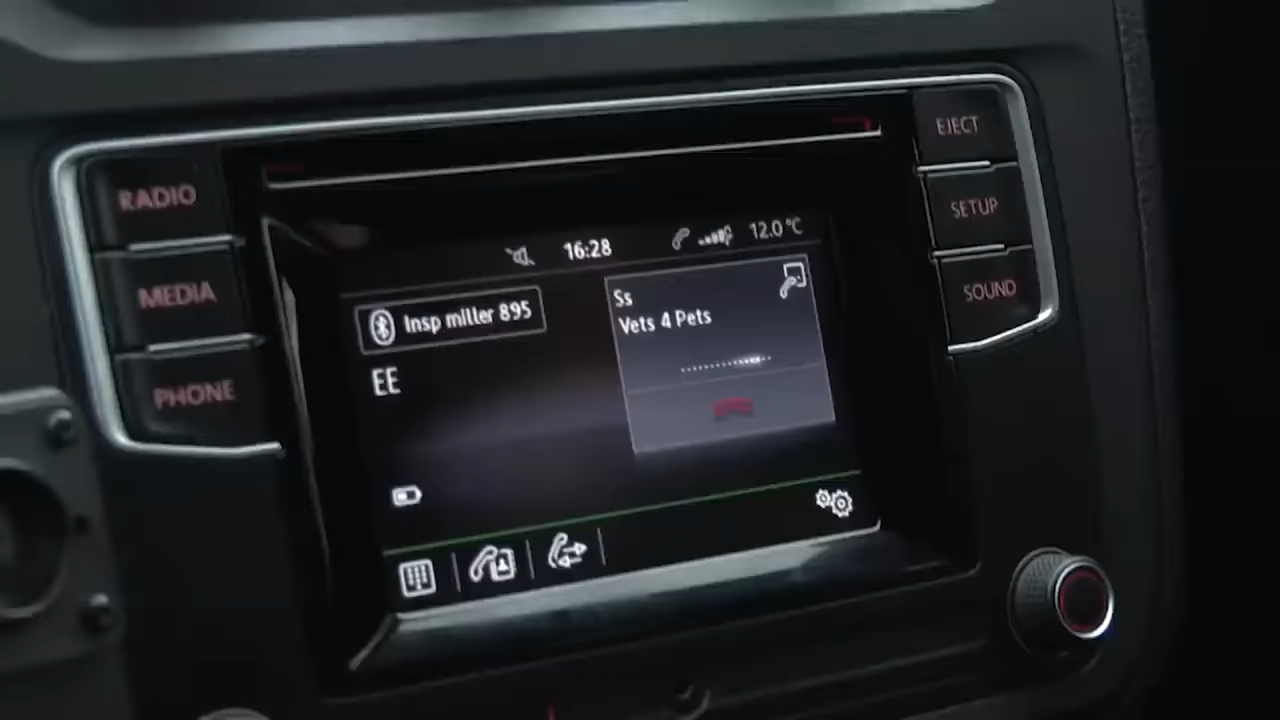 EJECT
RADIO
SETUP
16:28
12.0°C
MEDIA
SOUND
Insp miller 895
Ss
Vets 4 Pets
EE
PHONE